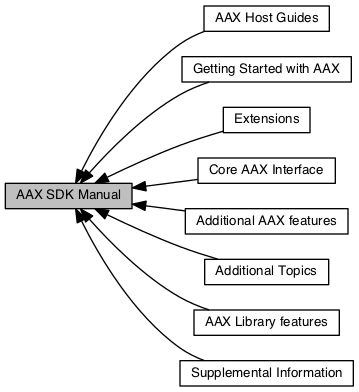 AAX Host Guides
Getting Started with AAX
Extensions
Core AAX Interface
AAX SDK Manual
Additional AAX features
Additional Topics
AAX Library features
Supplemental Information